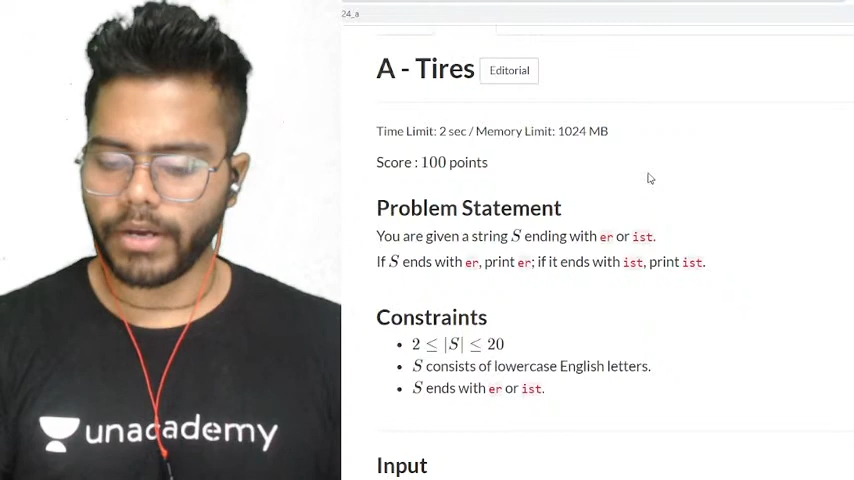 24_a
A - Tires Editorial
Time Limit: 2 sec / Memory Limit: 1024 MB
Score : 100 points
Problem Statement
You are given a string S ending with er or ist.
If S ends with er, print er; if it ends with ist, print ist.
Constraints
• 2 ≤ |S| ≤ 20
• S consists of lowercase English letters.
• S ends with er or ist.
Input
unacademy